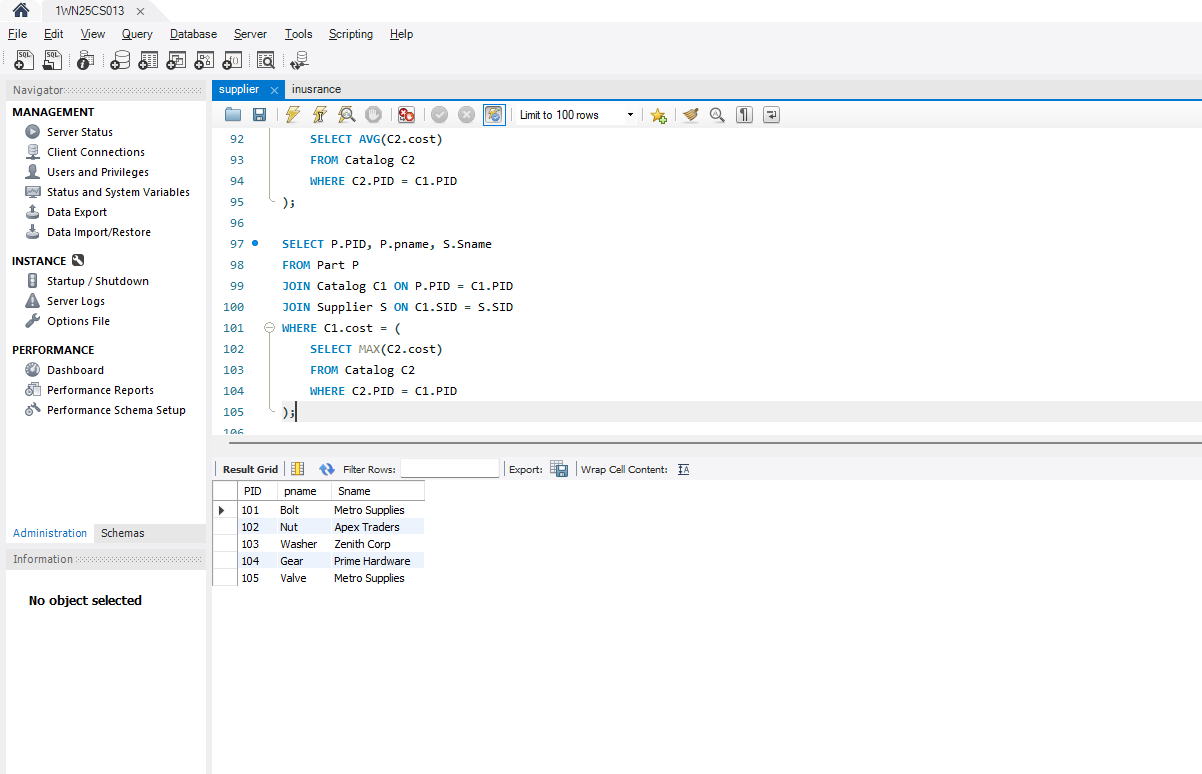 1WN25CS013
File Edit View Query Database Server Tools Scripting Help
Navigator
MANAGEMENT
Server Status
Client Connections
Users and Privileges
Status and System Variables
Data Export
Data Import/Restore
INSTANCE
Startup / Shutdown
Server Logs
Options File
PERFORMANCE
Dashboard
Performance Reports
Performance Schema Setup
Administration Schemas
Information
No object selected
supplier inusrance
Limit to 100 rows
92 SELECT AVG(C2.cost)
93 FROM Catalog C2
94 WHERE C2.PID = C1.PID
95 );
96
97 SELECT P.PID, P.pname, S.Sname
98 FROM Part P
99 JOIN Catalog C1 ON P.PID = C1.PID
100 JOIN Supplier S ON C1.SID = S.SID
101 WHERE C1.cost = (
102 SELECT MAX(C2.cost)
103 FROM Catalog C2
104 WHERE C2.PID = C1.PID
105 );
106
Result Grid Filter Rows: Export: Wrap Cell Content:
PID pname Sname
101 Bolt Metro Supplies
102 Nut Apex Traders
103 Washer Zenith Corp
104 Gear Prime Hardware
105 Valve Metro Supplies